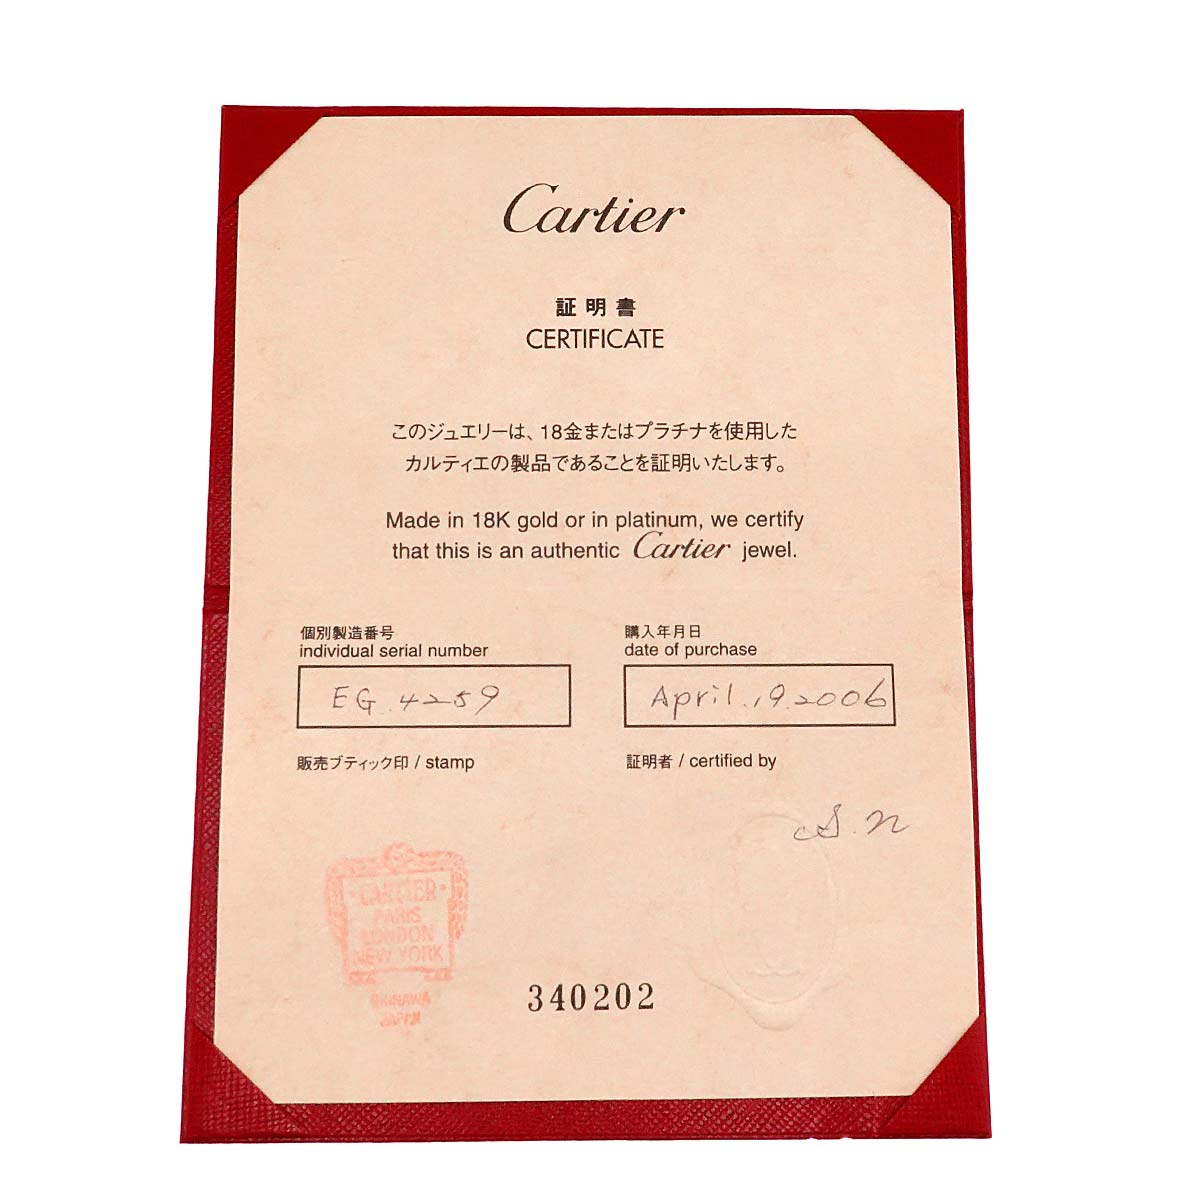 Cartier
証明書
CERTIFICATE
このジュエリーは、18金またはプラチナを使用した
カルティエの製品であることを証明いたします。
Made in 18K gold or in platinum, we certify
that this is an authentic Cartier jewel.
個別製造番号
individual serial number
EG.4259
購入年月日
date of purchase
April.19.2006
販売ブティック印 / stamp
証明者 / certified by
S.n
CARTIER
PARIS
LONDON
NEW YORK
OKINAWA
JAPAN
340202